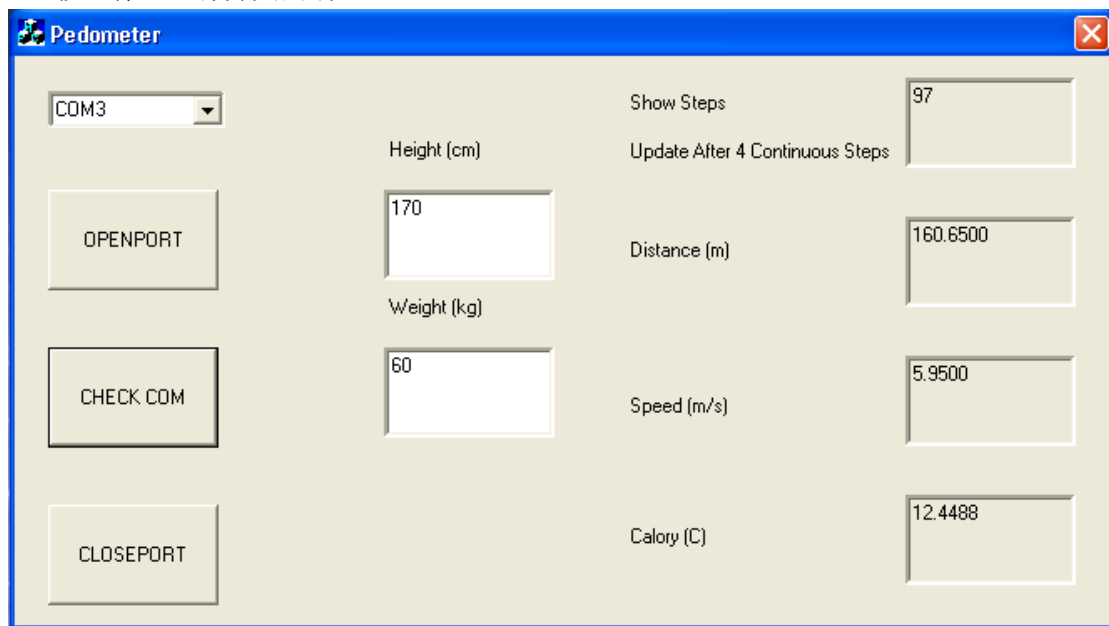 Pedometer
COM3
OPENPORT
CHECK COM
CLOSEPORT
Height (cm)
170
Weight (kg)
60
Show Steps
Update After 4 Continuous Steps
97
Distance (m)
160.6500
Speed (m/s)
5.9500
Calory (C)
12.4488